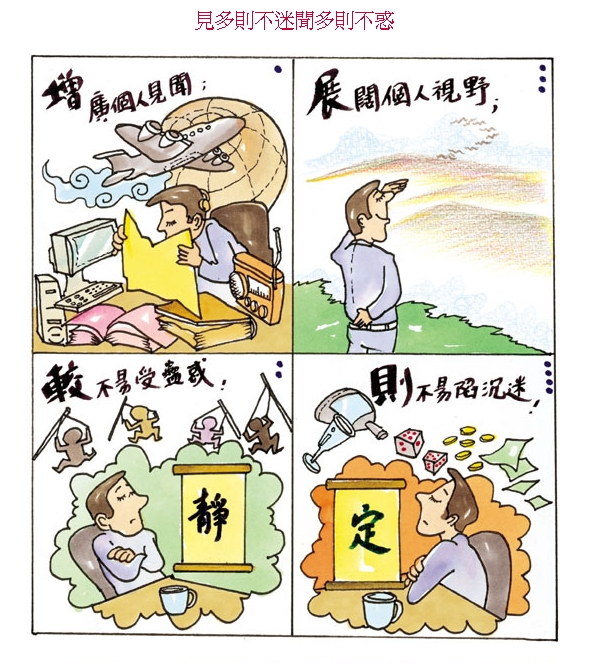 見多則不迷聞多則不惑
增廣個人見聞；
展闊個人視野；
較不易受蠱惑！
靜
則不易陷沉迷！
定